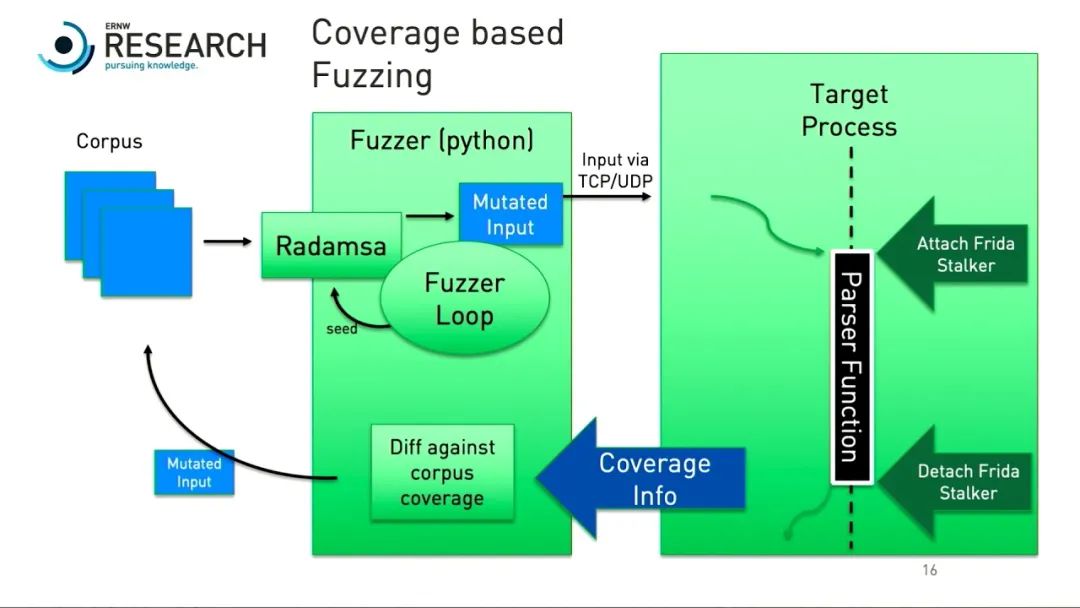 ERNW
RESEARCH
pursuing knowledge.
Coverage based
Fuzzing
Corpus
Fuzzer (python)
Radamsa
Mutated
Input
Fuzzer
Loop
seed
Input via
TCP/UDP
Target
Process
Attach Frida
Stalker
Parser Function
Detach Frida
Stalker
Coverage
Info
Diff against
corpus
coverage
Mutated
Input
16